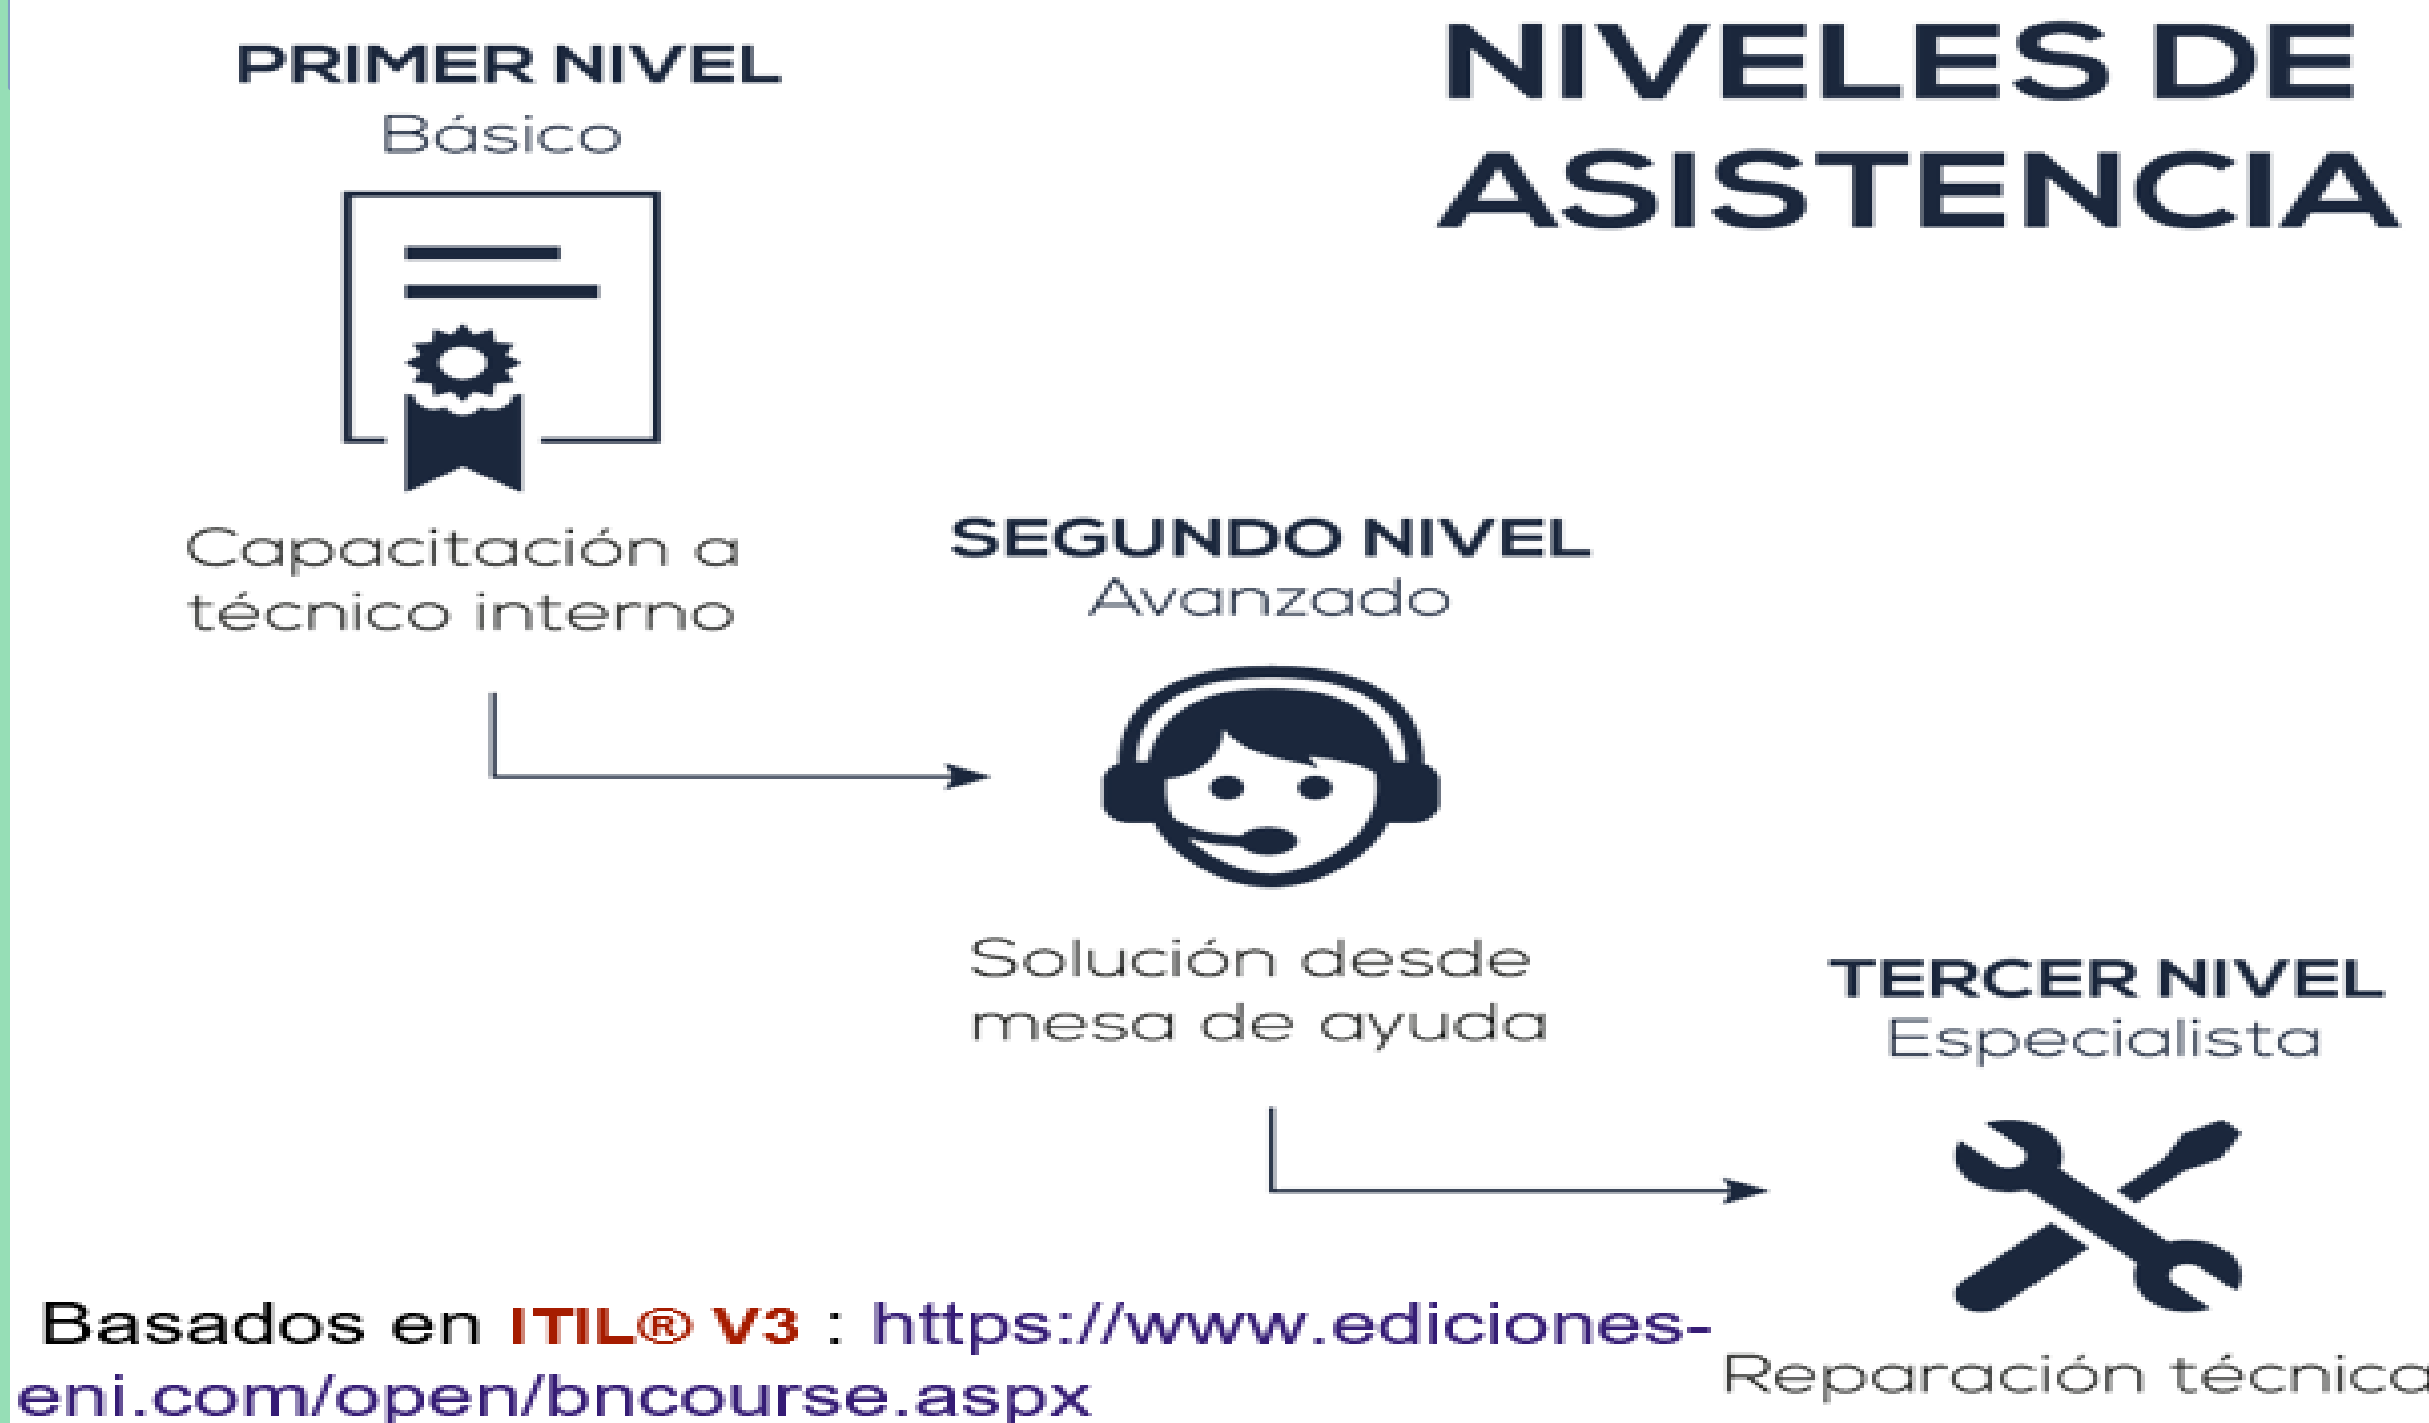 NIVELES DE
ASISTENCIA
PRIMER NIVEL
Básico
Capacitación a
técnico interno
SEGUNDO NIVEL
Avanzado
Solución desde
mesa de ayuda
TERCER NIVEL
Especialista
Reparación técnica
Basados en ITIL® V3 : https://www.ediciones-
eni.com/open/bncourse.aspx